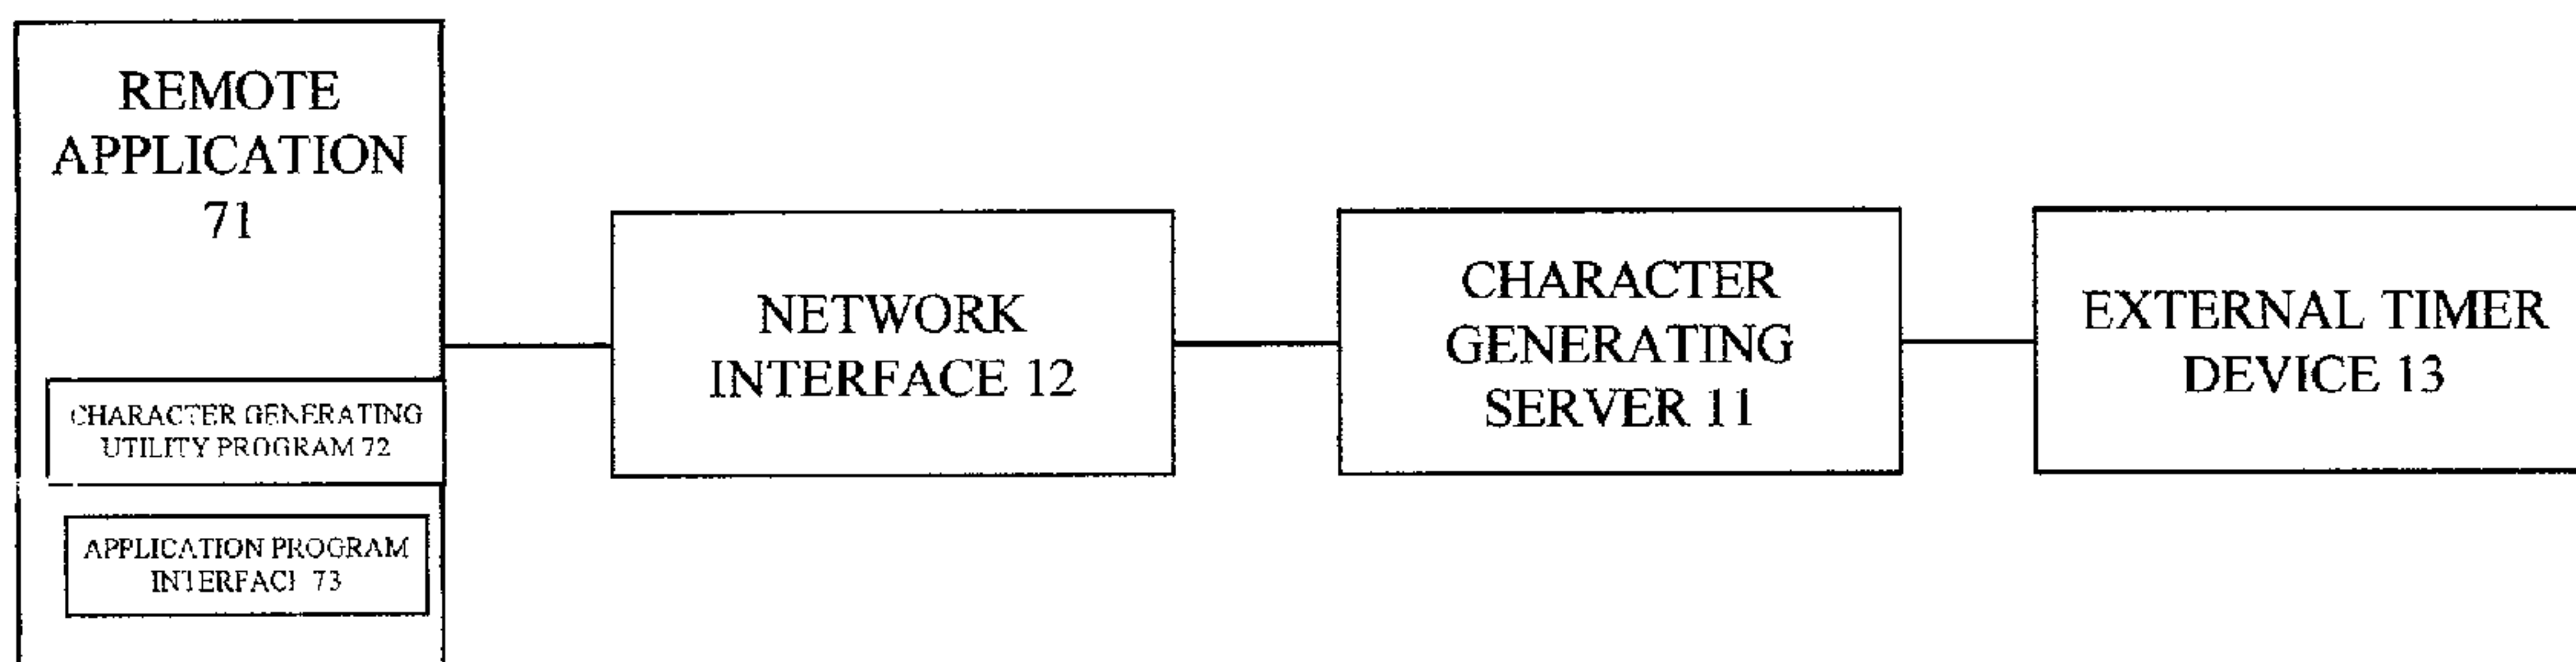 REMOTE
APPLICATION
71
CHARACTER GENERATING
UTILITY PROGRAM 72
APPLICATION PROGRAM
INTERFACE 73
NETWORK
INTERFACE 12
CHARACTER
GENERATING
SERVER 11
EXTERNAL TIMER
DEVICE 13